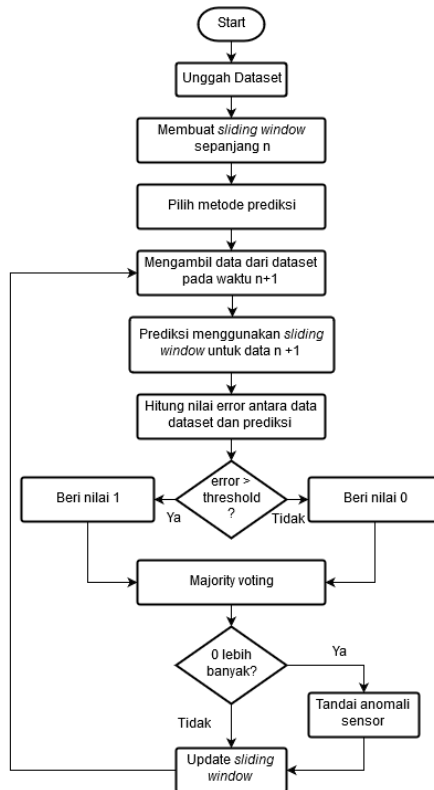 Start
Unggah Dataset
Membuat sliding window
sepanjang n
Pilih metode prediksi
Mengambil data dari dataset
pada waktu n+1
Prediksi menggunakan sliding
window untuk data n +1
Hitung nilai error antara data
dataset dan prediksi
error >
threshold
?
Ya
Tidak
Beri nilai 1
Beri nilai 0
Majority voting
0 lebih
banyak?
Ya
Tidak
Tandai anomali
sensor
Update sliding
window